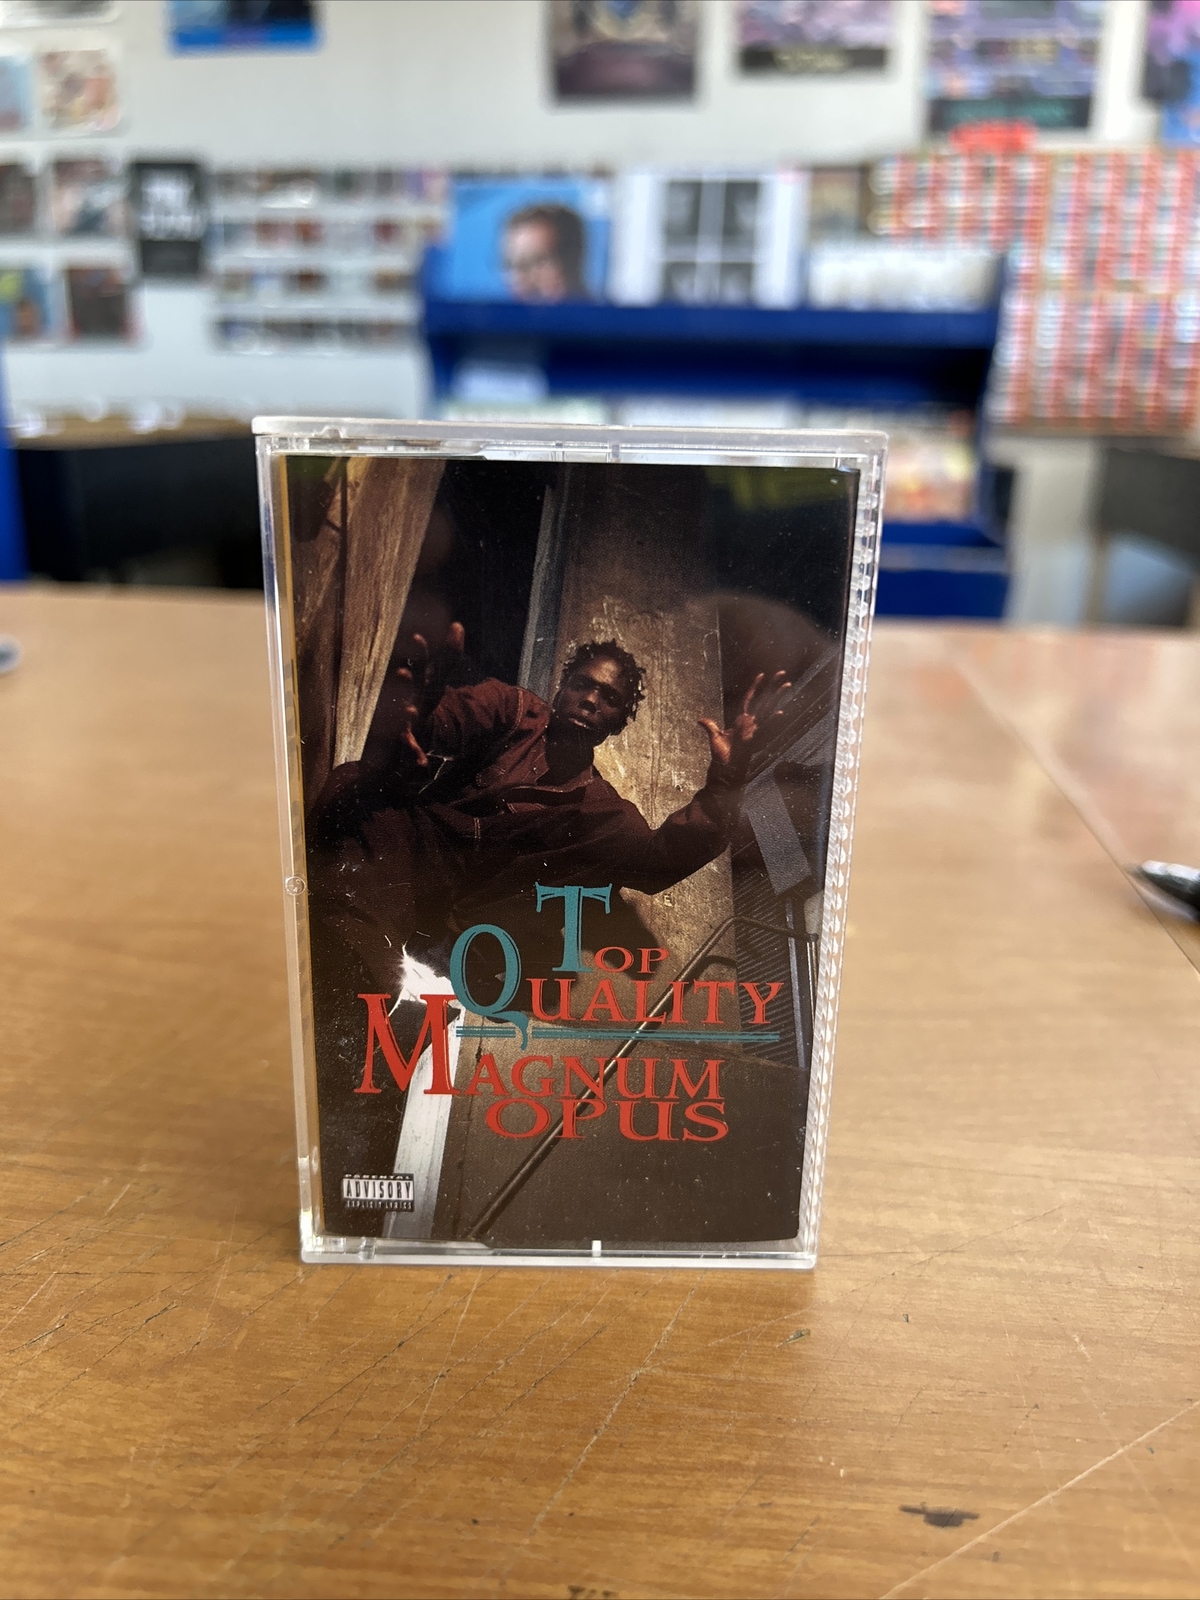 TOP
QUALITY
MAGNUM
OPUS
PARENTAL
ADVISORY
EXPLICIT LYRICS